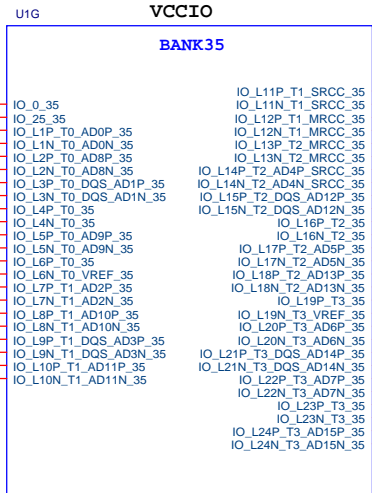 U1G
VCCIO
BANK35
IO_0_35
IO_25_35
IO_L1P_T0_AD0P_35
IO_L1N_T0_AD0N_35
IO_L2P_T0_AD8P_35
IO_L2N_T0_AD8N_35
IO_L3P_T0_DQS_AD1P_35
IO_L3N_T0_DQS_AD1N_35
IO_L4P_T0_35
IO_L4N_T0_35
IO_L5P_T0_AD9P_35
IO_L5N_T0_AD9N_35
IO_L6P_T0_35
IO_L6N_T0_VREF_35
IO_L7P_T1_AD2P_35
IO_L7N_T1_AD2N_35
IO_L8P_T1_AD10P_35
IO_L8N_T1_AD10N_35
IO_L9P_T1_DQS_AD3P_35
IO_L9N_T1_DQS_AD3N_35
IO_L10P_T1_AD11P_35
IO_L10N_T1_AD11N_35
IO_L11P_T1_SRCC_35
IO_L11N_T1_SRCC_35
IO_L12P_T1_MRCC_35
IO_L12N_T1_MRCC_35
IO_L13P_T2_MRCC_35
IO_L13N_T2_MRCC_35
IO_L14P_T2_AD4P_SRCC_35
IO_L14N_T2_AD4N_SRCC_35
IO_L15P_T2_DQS_AD12P_35
IO_L15N_T2_DQS_AD12N_35
IO_L16P_T2_35
IO_L16N_T2_35
IO_L17P_T2_AD5P_35
IO_L17N_T2_AD5N_35
IO_L18P_T2_AD13P_35
IO_L18N_T2_AD13N_35
IO_L19P_T3_35
IO_L19N_T3_VREF_35
IO_L20P_T3_AD6P_35
IO_L20N_T3_AD6N_35
IO_L21P_T3_DQS_AD14P_35
IO_L21N_T3_DQS_AD14N_35
IO_L22P_T3_AD7P_35
IO_L22N_T3_AD7N_35
IO_L23P_T3_35
IO_L23N_T3_35
IO_L24P_T3_AD15P_35
IO_L24N_T3_AD15N_35